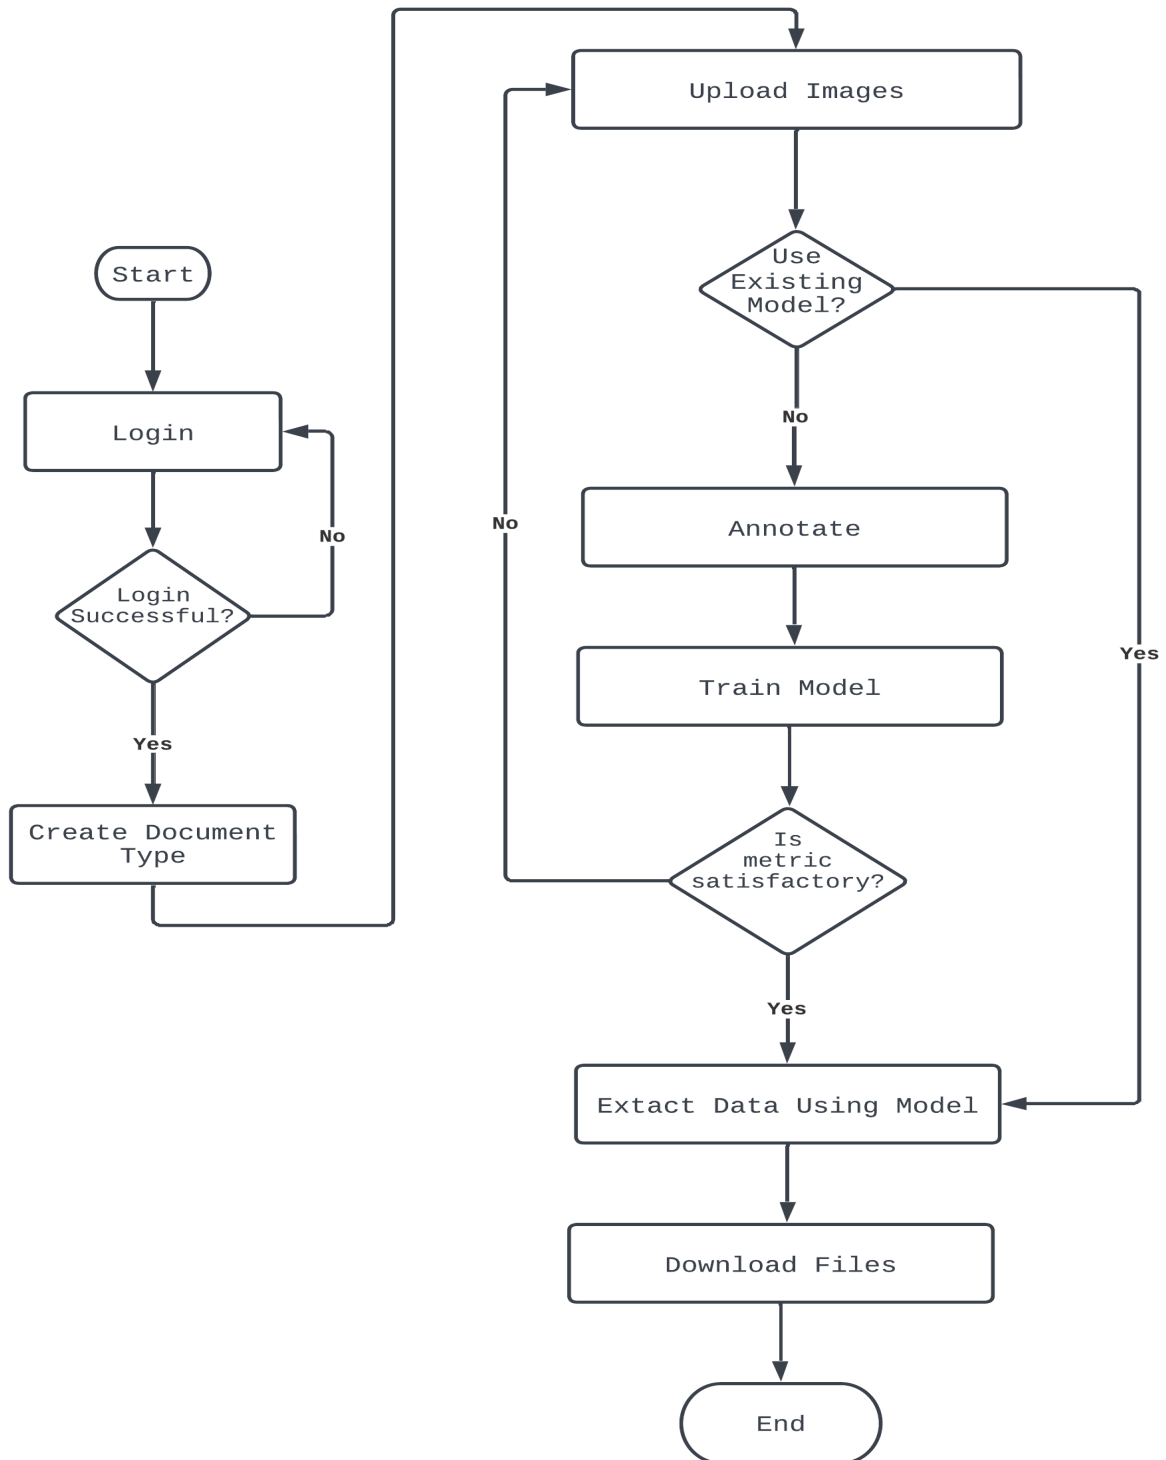 Start
Login
No
Login
Successful?
Yes
Create Document
Type
Upload Images
Use
Existing
Model?
No
Annotate
No
Train Model
Yes
Is
metric
satisfactory?
Yes
Extact Data Using Model
Download Files
End